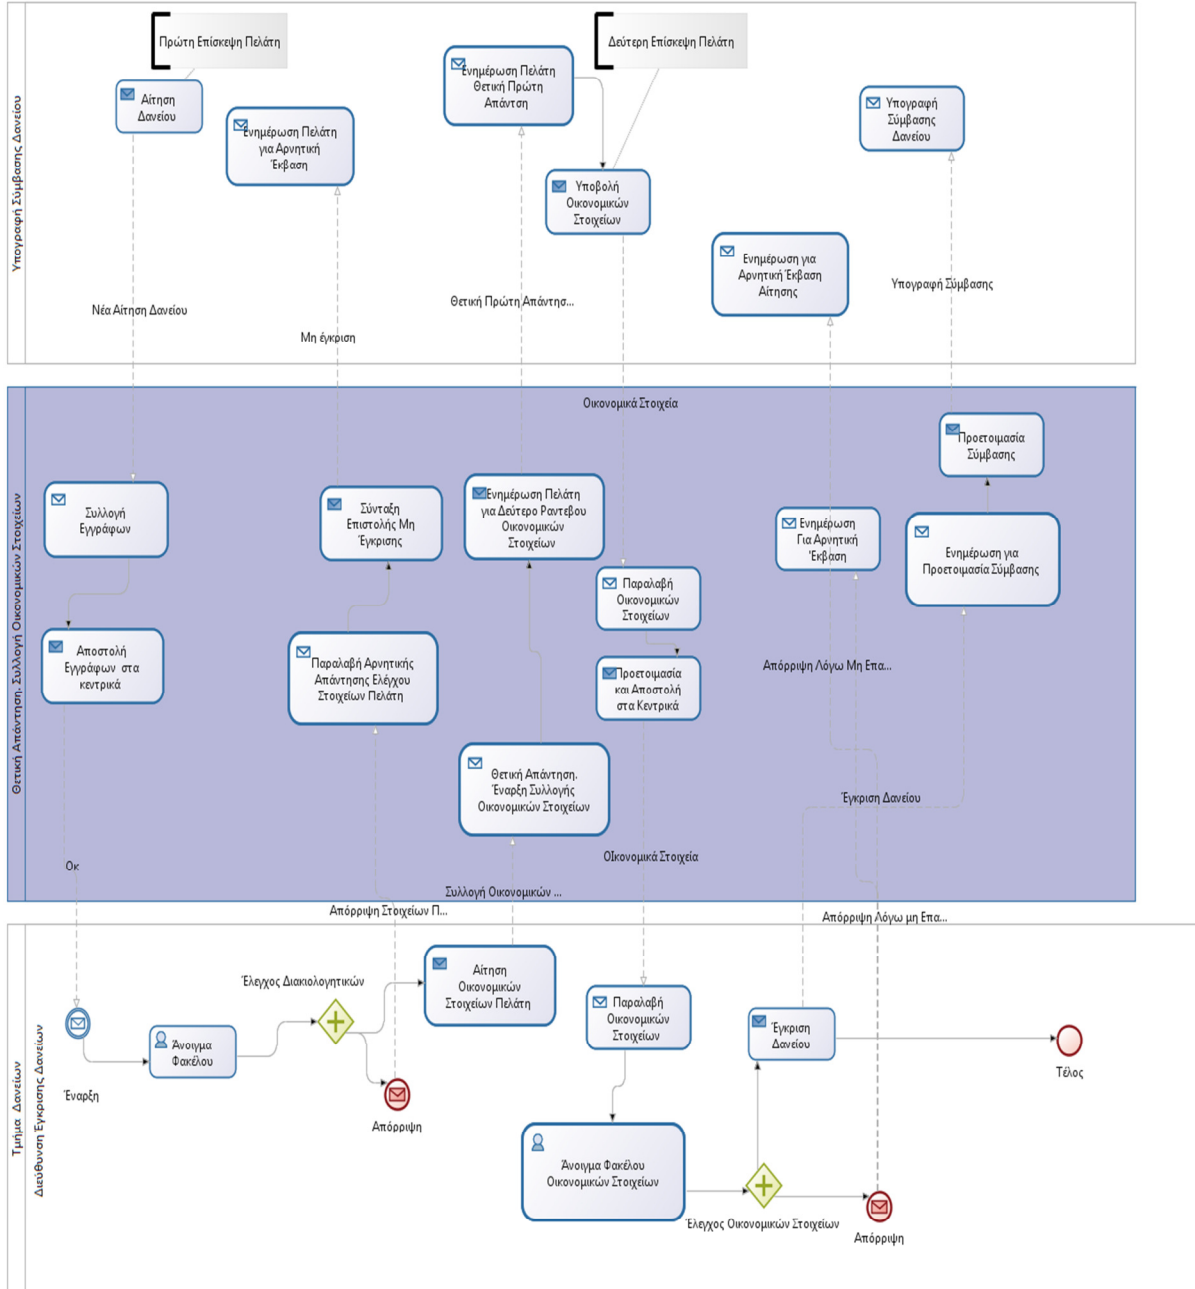 Υπογραφή Σύμβασης Δανείου
Πρώτη Επίσκεψη Πελάτη
Δεύτερη Επίσκεψη Πελάτη
Αίτηση
Δανείου
Ενημέρωση Πελάτη
για Αρνητική
Έκβαση
Ενημέρωση Πελάτη
Θετική Πρώτη
Απάντση
Υποβολή
Οικονομικών
Στοιχείων
Υπογραφή
Σύμβασης
Δανείου
Ενημέρωση για
Αρνητική Έκβαση
Αίτησης
Νέα Αίτηση Δανείου
Μη έγκριση
Θετική Πρώτη Απάντησ...
Υπογραφή Σύμβασης
Θετική Απάντηση. Συλλογή Οικονομικών Στοιχείων
Οικονομικά Στοιχεία
Προετοιμασία
Σύμβασης
Συλλογή
Εγγράφων
Σύνταξη
Επιστολής Μη
Έγκρισης
Ενημέρωση Πελάτη
για Δεύτερο Ραντεβου
Οικονομικών
Στοιχείων
Ενημέρωση
Για Αρνητική
Έκβαση
Ενημέρωση για
Προετοιμασία Σύμβασης
Παραλαβή
Οικονομικών
Στοιχείων
Αποστολή
Εγγράφων στα
κεντρικά
Παραλαβή Αρνητικής
Απάντησης Ελέγχου
Στοιχείων Πελάτη
Προετοιμασία
και Αποστολή
στα Κεντρικά
Απόρριψη Λόγω Μη Επα...
Θετική Απάντηση.
Έναρξη Συλλογής
Οικονομικών Στοιχείων
Έγκριση Δανείου
Οκ
ΟΙκονομικά Στοιχεία
Συλλογή Οικονομικών ...
Απόρριψη Στοιχείων Π...
Απόρριψη Λόγω μη Επα...
Τμήμα Δανείων
Διεύθυνση Έγκρισης Δανείων
Έλεγχος Διακιολογητικών
Αίτηση
Οικονομικών
Στοιχείων Πελάτη
Παραλαβή
Οικονομικών
Στοιχείων
Έγκριση
Δανείου
Άνοιγμα
Φακέλου
Έναρξη
Απόρριψη
Τέλος
Άνοιγμα Φακέλου
Οικονομικών Στοιχείων
Έλεγχος Οικονομικών Στοιχείων
Απόρριψη